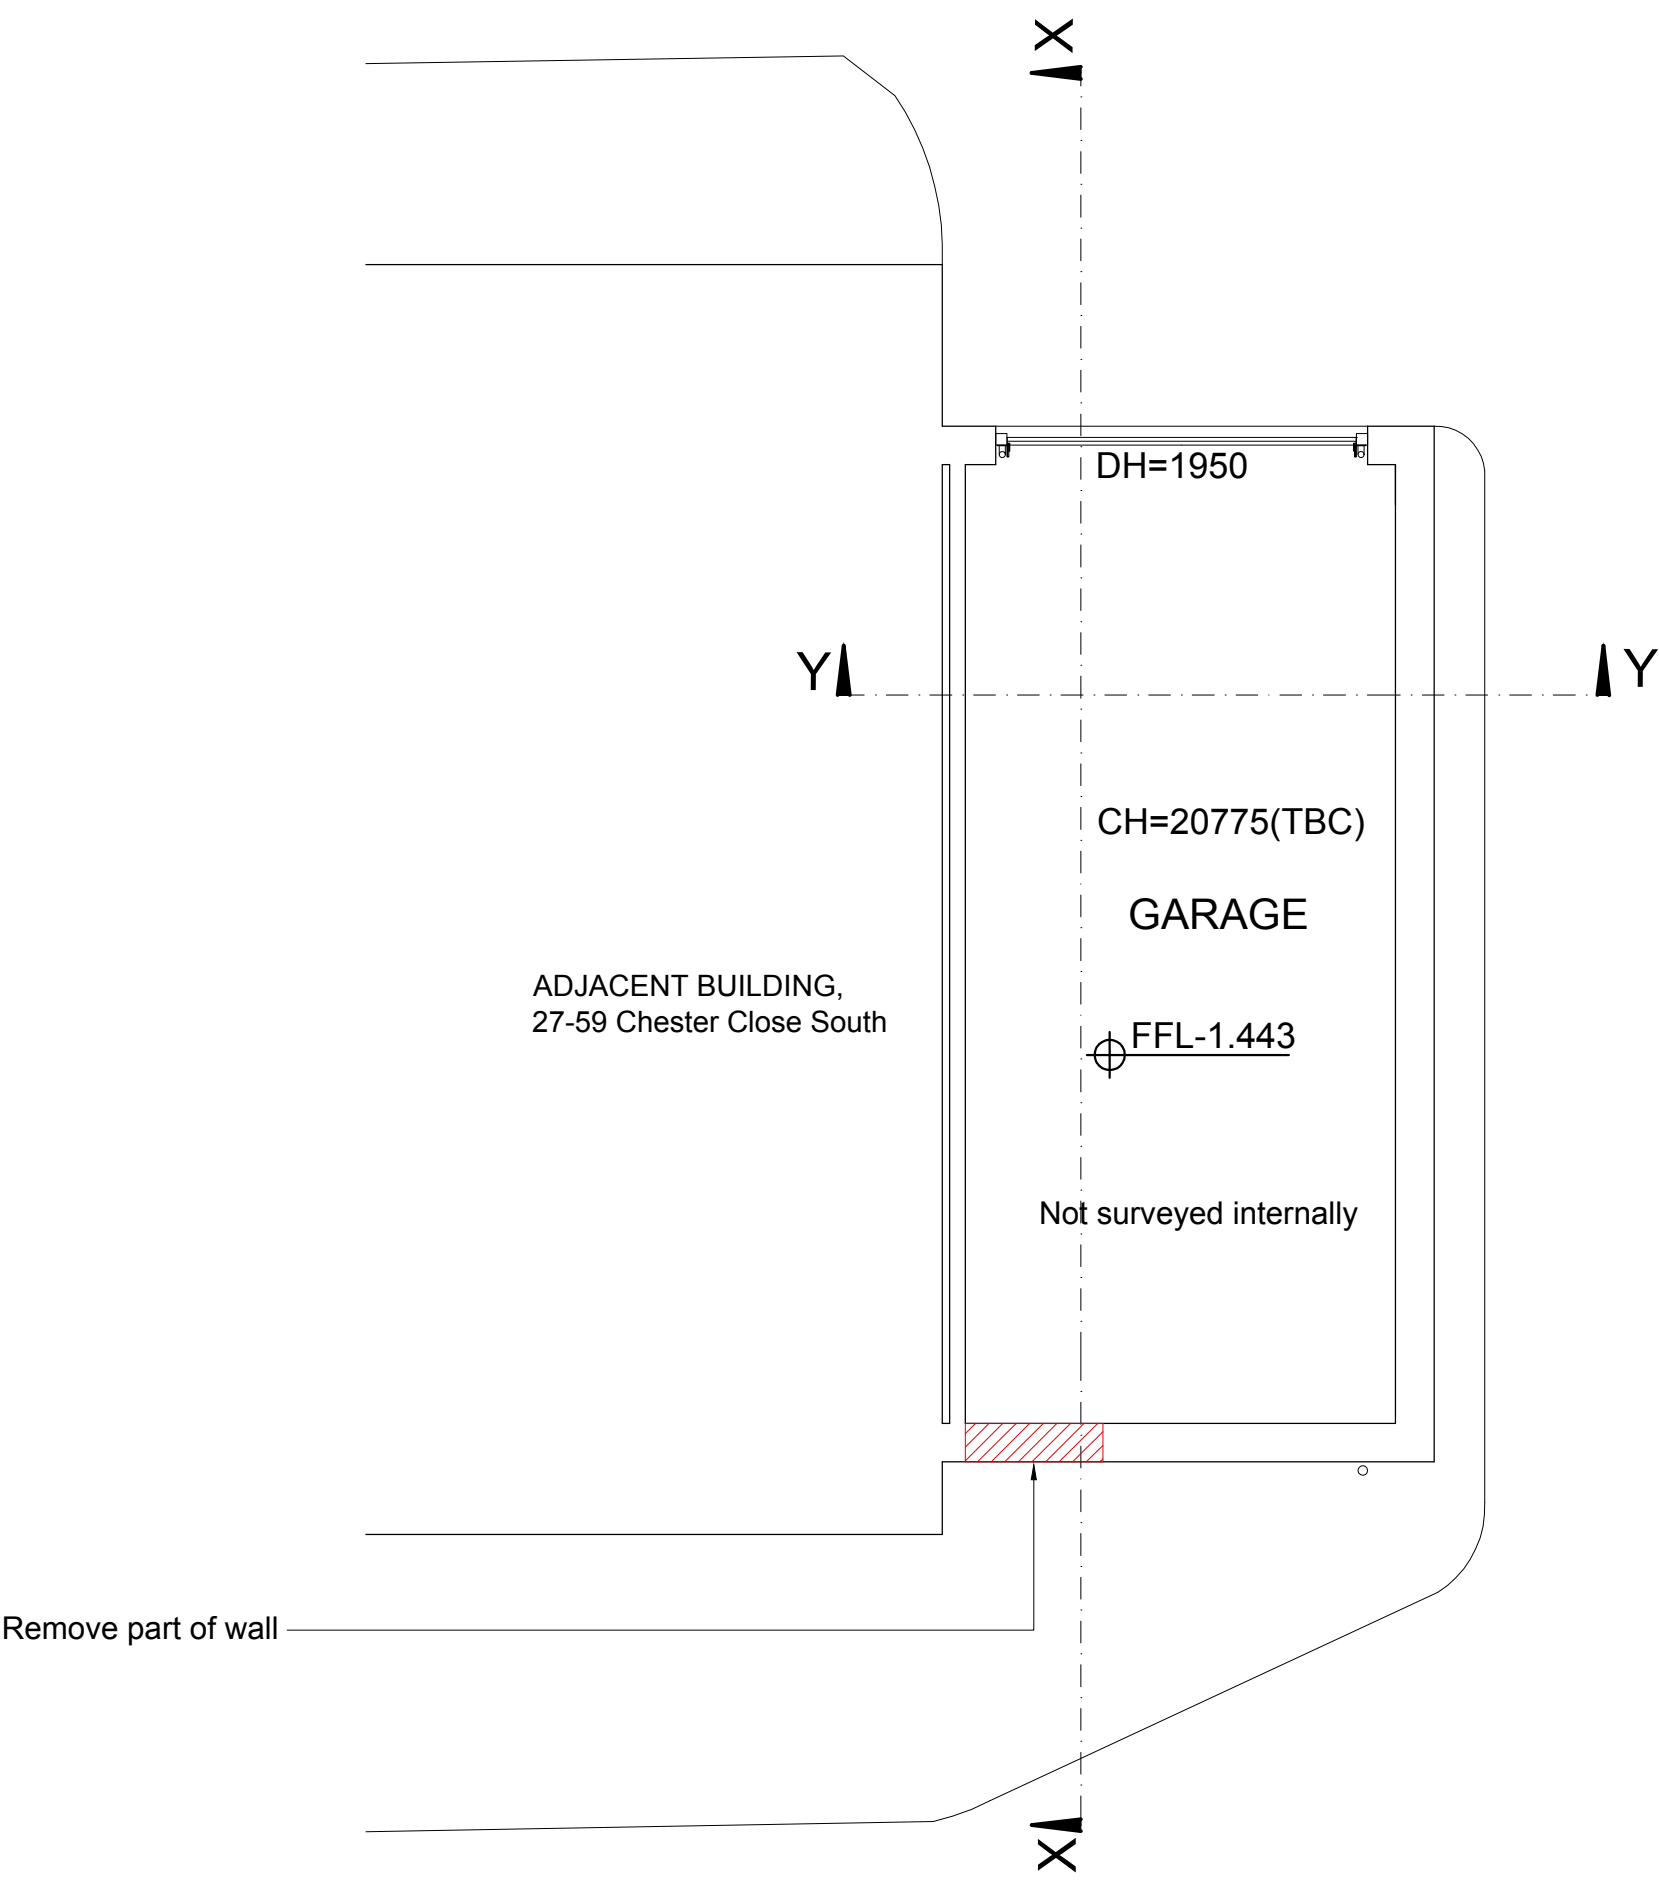 X
DH=1950
Y
Y
CH=20775(TBC)
GARAGE
ADJACENT BUILDING,
27-59 Chester Close South
FFL-1.443
Not surveyed internally
Remove part of wall
X